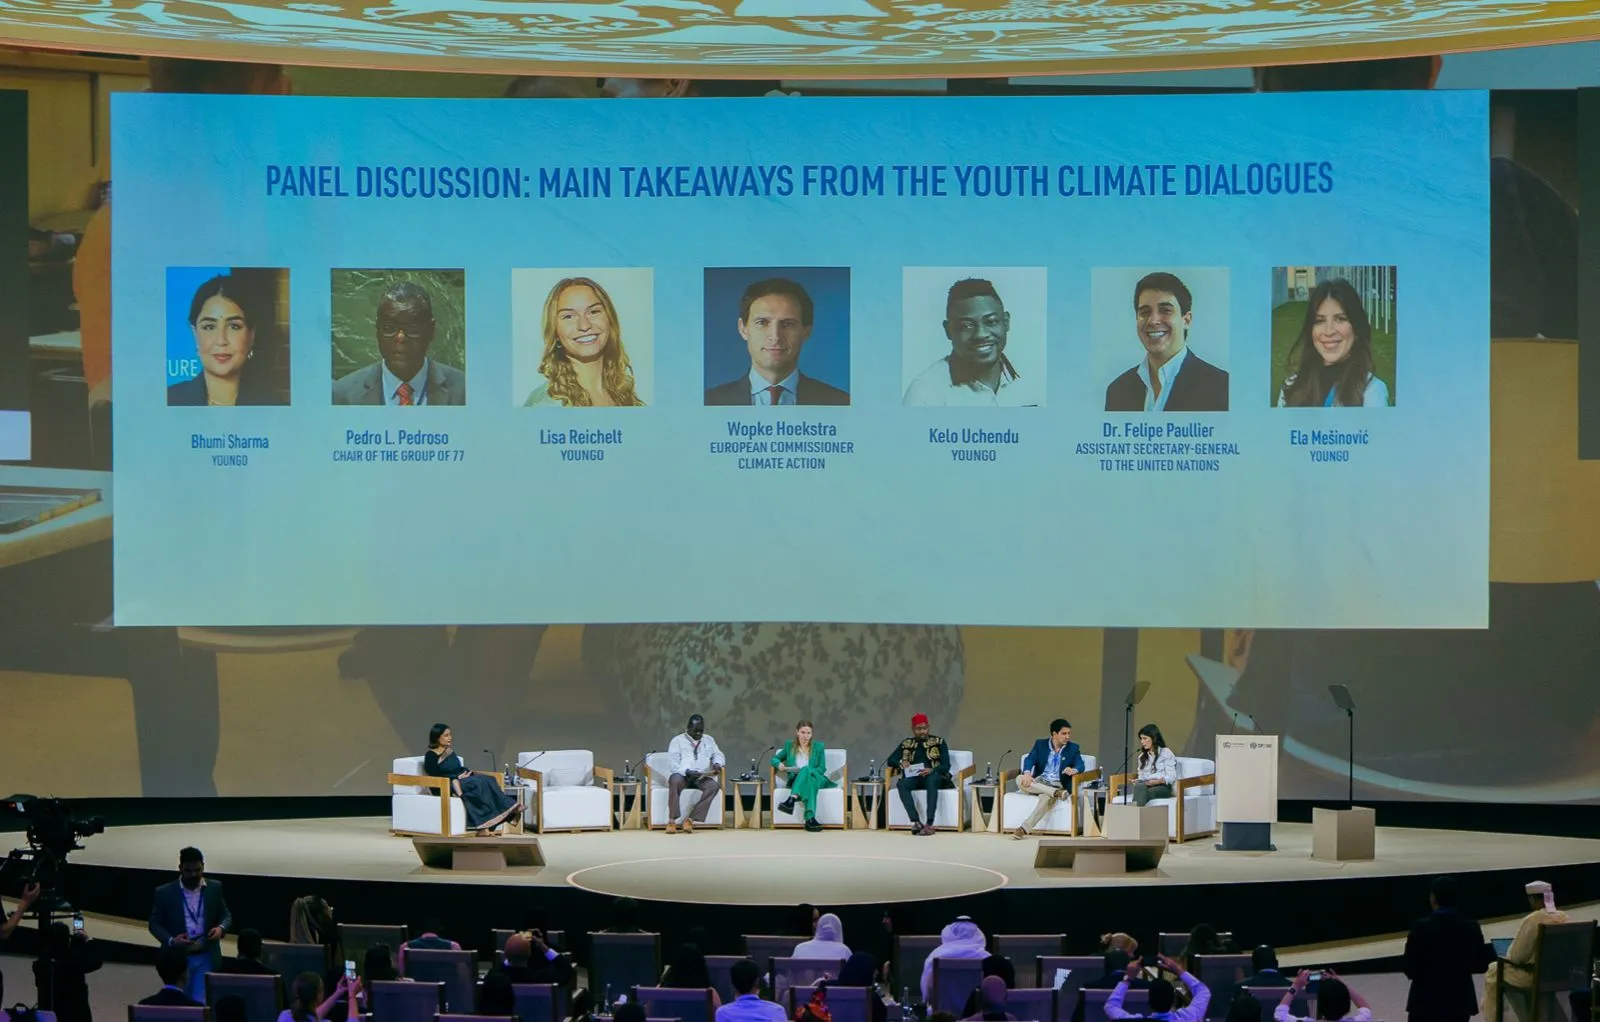 PANEL DISCUSSION: MAIN TAKEAWAYS FROM THE YOUTH CLIMATE DIALOGUES
URE
Bhumi Sharma
YOUNGO
Pedro L. Pedroso
CHAIR OF THE GROUP OF 77
Lisa Reichelt
YOUNGO
Wopke Hoekstra
EUROPEAN COMMISSIONER
CLIMATE ACTION
Kelo Uchendu
YOUNGO
Dr. Felipe Paullier
ASSISTANT SECRETARY-GENERAL
TO THE UNITED NATIONS
Ela Mešinović
YOUNGO